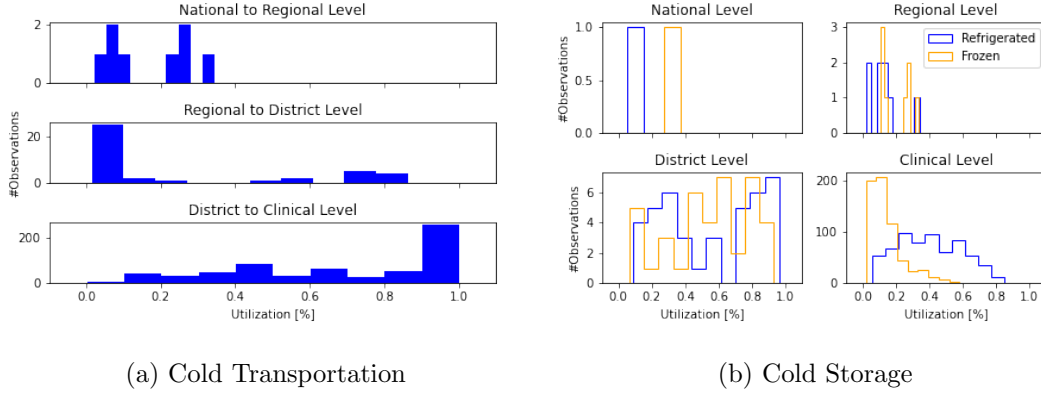 National to Regional Level
2
0
Regional to District Level
20
0
#Observations
District to Clinical Level
200
0
0.0 0.2 0.4 0.6 0.8 1.0
Utilization [%]
(a) Cold Transportation
National Level
1.0
0.5
0.0
#Observations
Regional Level
3
2
1
0
Refrigerated
Frozen
District Level
6
4
2
0
#Observations
0.0 0.2 0.4 0.6 0.8 1.0
Utilization [%]
Clinical Level
200
100
0
0.0 0.2 0.4 0.6 0.8 1.0
Utilization [%]
(b) Cold Storage